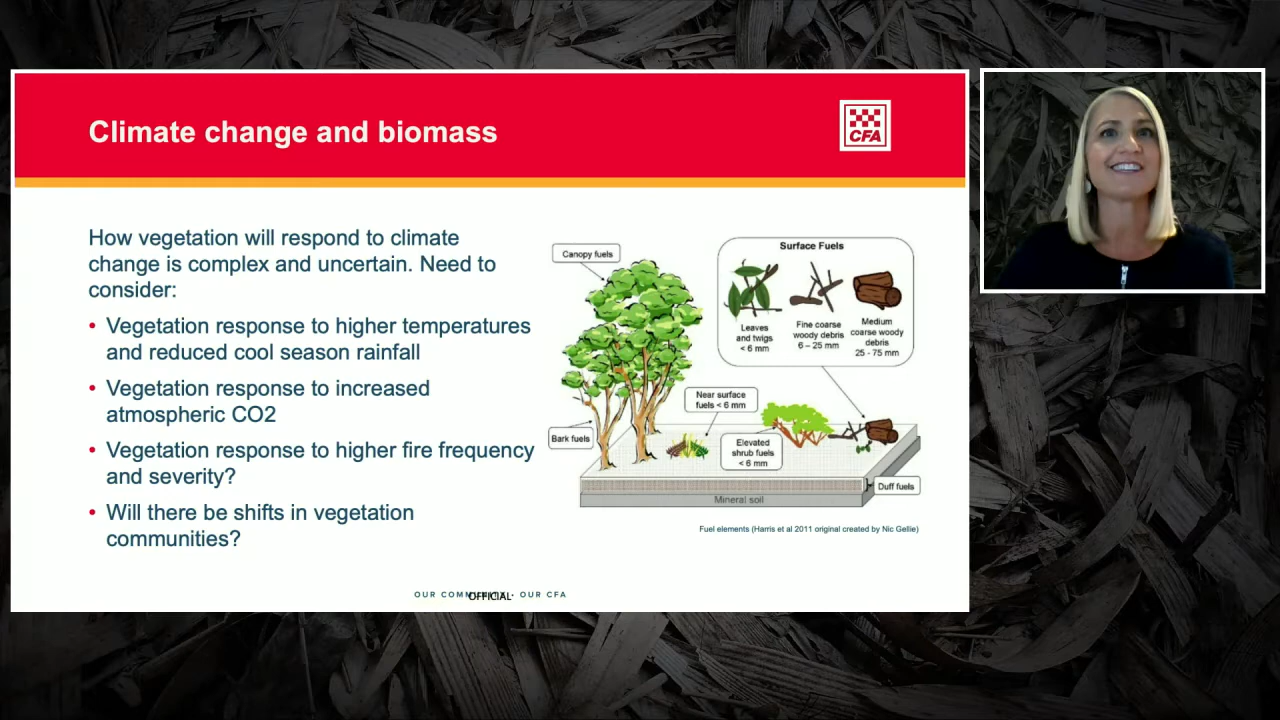 Climate change and biomass
CFA
How vegetation will respond to climate
change is complex and uncertain. Need to
consider:
• Vegetation response to higher temperatures
and reduced cool season rainfall
• Vegetation response to increased
atmospheric CO2
• Vegetation response to higher fire frequency
and severity?
• Will there be shifts in vegetation
communities?
Canopy fuels
Surface Fuels
Leaves
and twigs
< 6 mm
Fine coarse
woody debris
6 – 25 mm
Medium
coarse woody
debris
25 - 75 mm
Near surface
fuels < 6 mm
Bark fuels
Elevated
shrub fuels
< 6 mm
Duff fuels
Mineral soil
Fuel elements (Harris et al 2011 original created by Nic Gellie)
OUR • OUR CFA
OFFICIAL